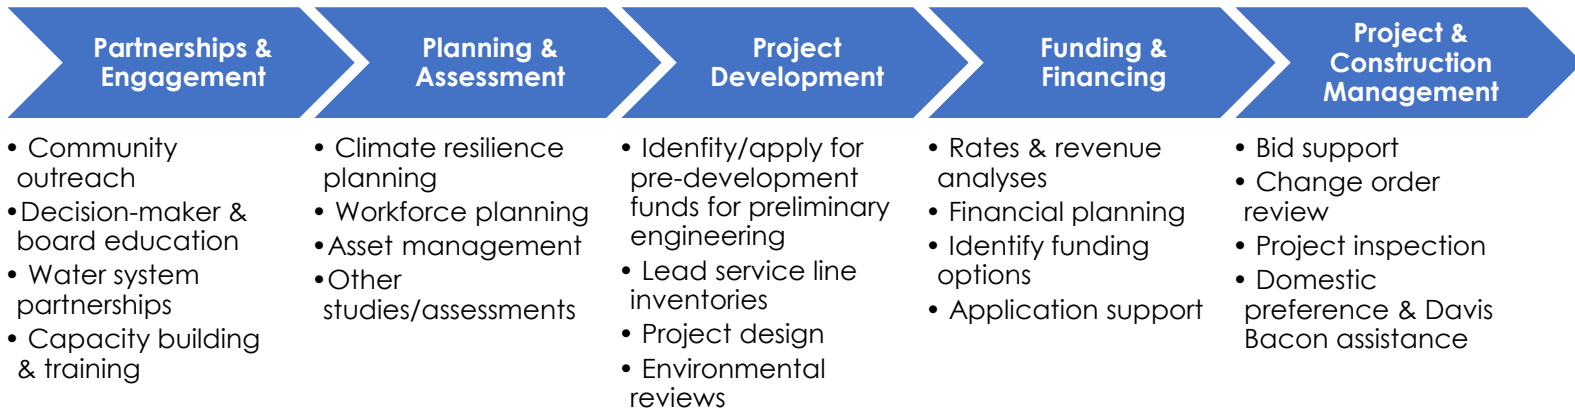 Partnerships &
Engagement
• Community
outreach
•Decision-maker &
board education
• Water system
partnerships
• Capacity building
& training
Planning &
Assessment
• Climate resilience
planning
• Workforce planning
•Asset management
•Other
studies/assessments
Project
Development
• Idenfity/apply for
pre-development
funds for preliminary
engineering
• Lead service line
inventories
• Project design
• Environmental
reviews
Funding &
Financing
• Rates & revenue
analyses
• Financial planning
• Identify funding
options
• Application support
Project &
Construction
Management
• Bid support
• Change order
review
• Project inspection
• Domestic
preference & Davis
Bacon assistance